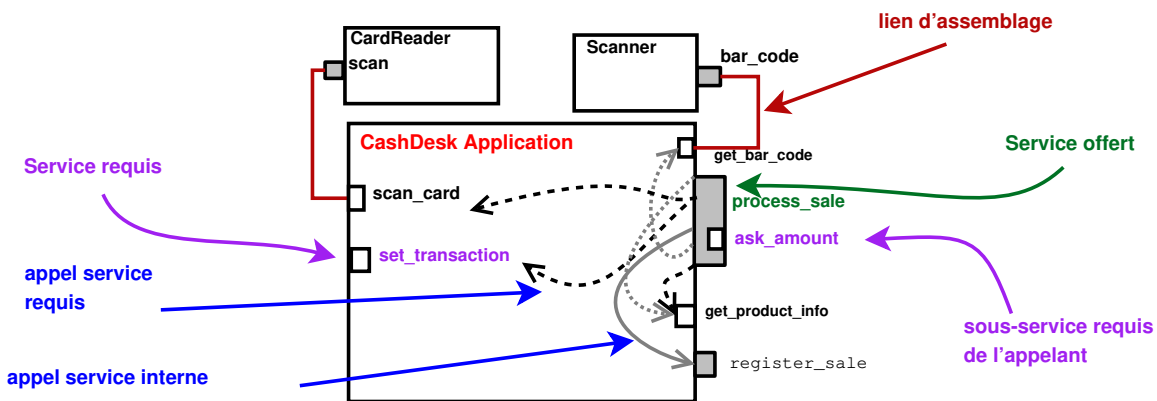 lien d'assemblage
CardReader
scan
Scanner
bar_code
CashDesk Application
get_bar_code
Service offert
Service requis
scan_card
process_sale
set_transaction
ask_amount
appel service
requis
get_product_info
sous-service requis
de l'appelant
register_sale
appel service interne